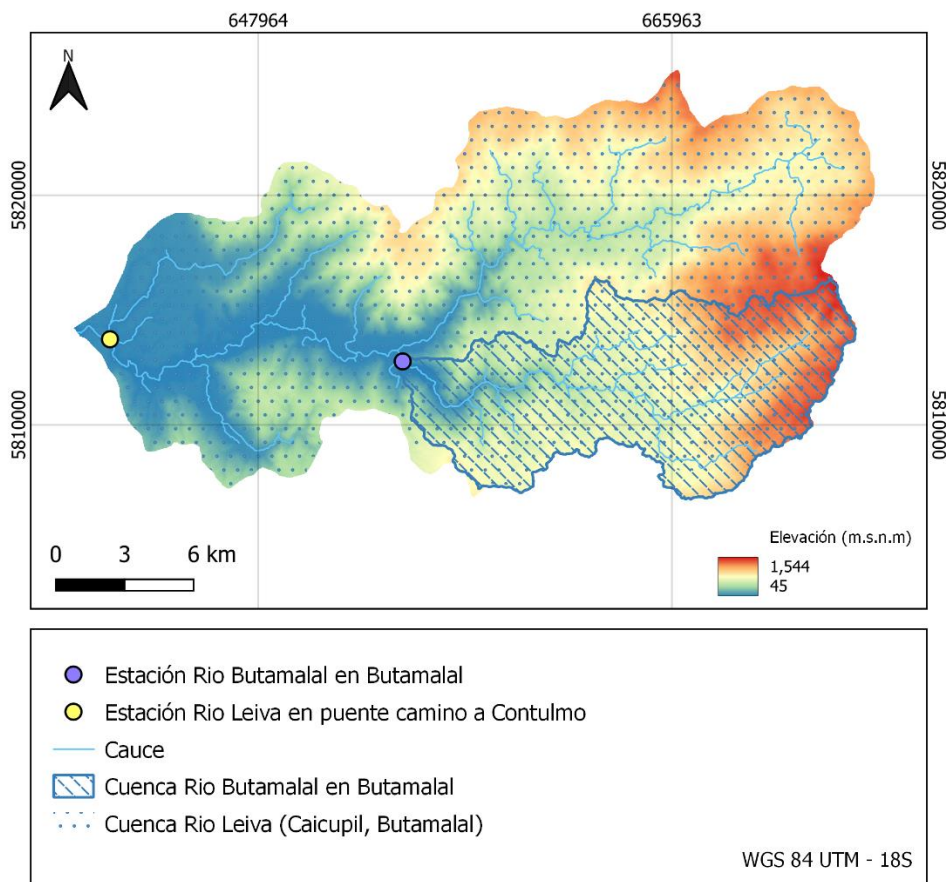 647964
665963
N
5820000
5820000
5810000
5810000
0 3 6 km
Elevación (m.s.n.m)
1,544
45
Estación Rio Butamalal en Butamalal
Estación Rio Leiva en puente camino a Contulmo
Cauce
Cuenca Rio Butamalal en Butamalal
Cuenca Rio Leiva (Caicupil, Butamalal)
WGS 84 UTM - 18S